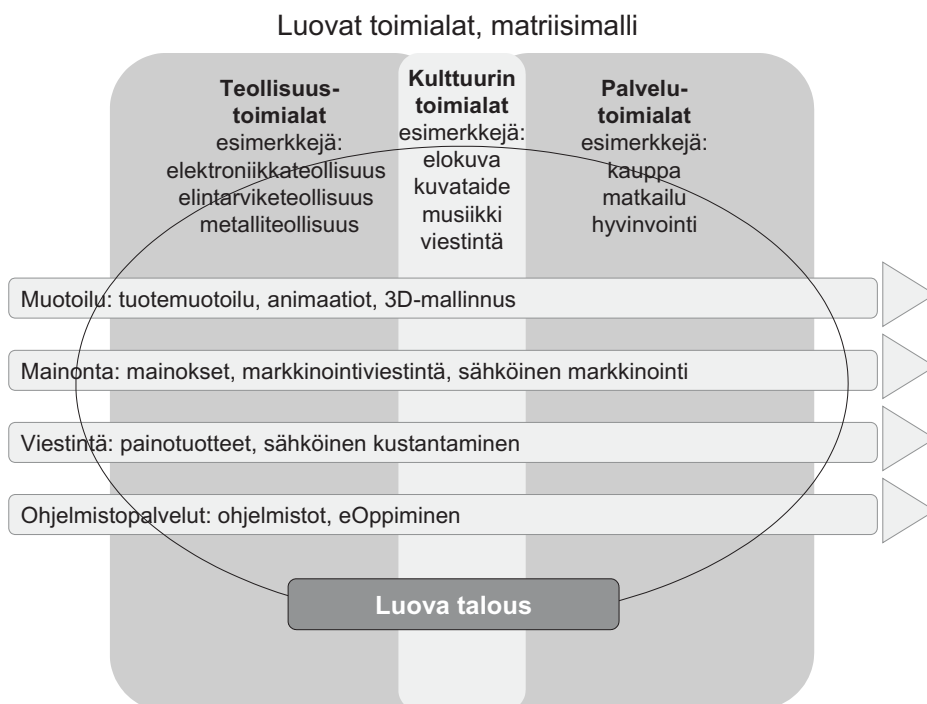 Luovat toimialat, matriisimalli
Teollisuus-
toimialat
esimerkkejä:
elektroniikkateollisuus
elintarviketeollisuus
metalliteollisuus
Kulttuurin
toimialat
esimerkkejä:
elokuva
kuvataide
musiikki
viestintä
Palvelu-
toimialat
esimerkkejä:
kauppa
matkailu
hyvinvointi
Muotoilu: tuotemuotoilu, animaatiot, 3D-mallinnus
Mainonta: mainokset, markkinointiviestintä, sähköinen markkinointi
Viestintä: painotuotteet, sähköinen kustantaminen
Ohjelmistopalvelut: ohjelmistot, eOppiminen
Luova talous